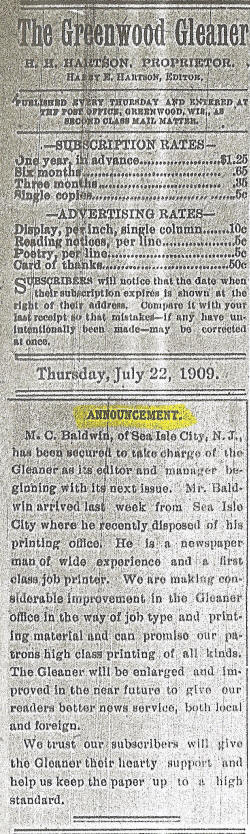 The Greenwood Gleaner
H. H. HARTSON, PROPRIETOR.
HARRY E. HARTSON, EDITOR.
PUBLISHED EVERY THURSDAY AND ENTERED AT
THE POST OFFICE, GREENWOOD, WIS., AS
SECOND CLASS MAIL MATTER.
—SUBSCRIPTION RATES—
One year, in advance..............$1.25
Six months........................ .65
Three months...................... .35
Single copies..................... 5c
—ADVERTISING RATES—
Display, per inch, single column.......10c
Reading notices, per line..............5c
Poetry, per line.......................5c
Card of thanks........................50c
SUBSCRIBERS will notice that the date when
their subscription expires is shown at the
right of their address. Compare it with your
last receipt so that mistakes—if any have un-
intentionally been made—may be corrected
at once.
Thursday, July 22, 1909.
ANNOUNCEMENT.
M. C. Baldwin, of Sea Isle City, N. J.,
has been secured to take charge of the
Gleaner as its editor and manager be-
ginning with its next issue. Mr. Bald-
win arrived last week from Sea Isle
City where he recently disposed of his
printing office. He is a newspaper
man of wide experience and a first
class job printer. We are making con-
siderable improvement in the Gleaner
office in the way of job type and print-
ing material and can promise our pa-
trons high class printing of all kinds.
The Gleaner will be enlarged and im-
proved in the near future to give our
readers better news service, both local
and foreign.
We trust our subscribers will give
the Gleaner their hearty support and
help us keep the paper up to a high
standard.